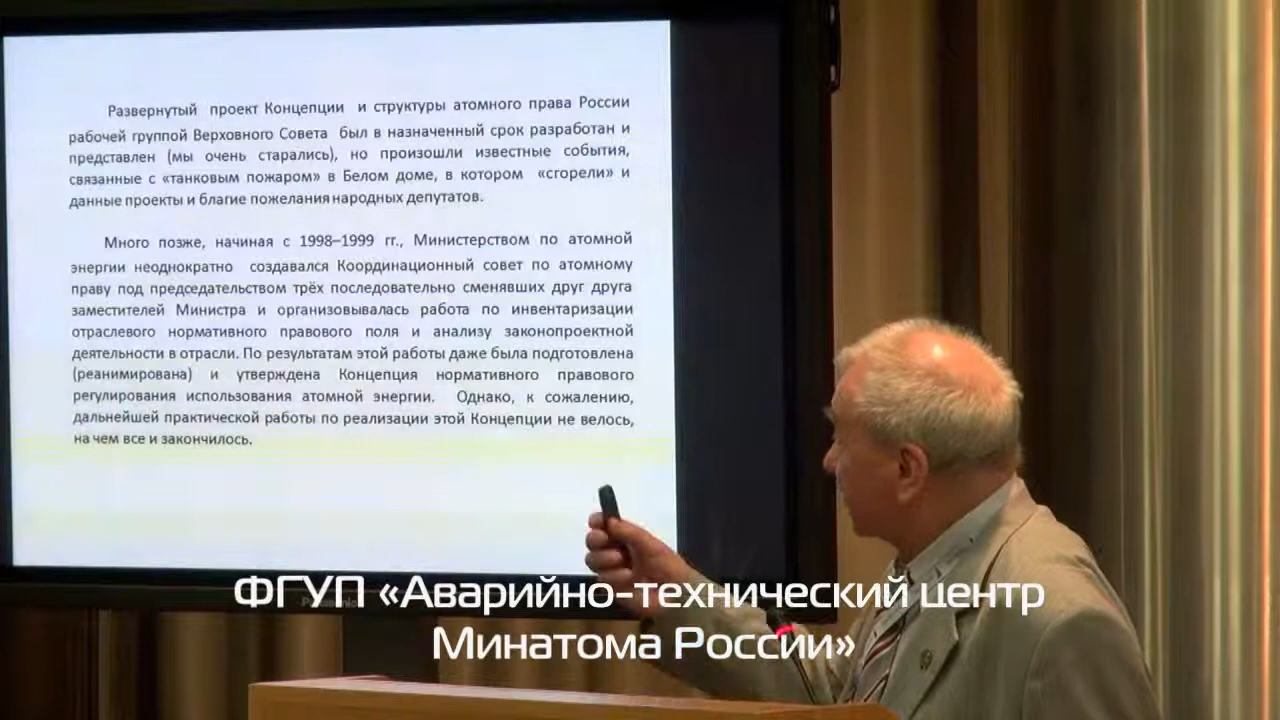 Развернутый проект Концепции и структуры атомного права России
рабочей группой Верховного Совета был в назначенный срок разработан и
представлен (мы очень старались), но произошли известные события,
связанные с «танковым пожаром» в Белом доме, в котором «сгорели» и
данные проекты и благие пожелания народных депутатов.
Много позже, начиная с 1998–1999 гг., Министерством по атомной
энергии неоднократно создавался Координационный совет по атомному
праву под председательством трёх последовательно сменявших друг друга
заместителей Министра и организовывалась работа по инвентаризации
отраслевого нормативного правового поля и анализу законопроектной
деятельности в отрасли. По результатам этой работы даже была подготовлена
(реанимирована) и утверждена Концепция нормативного правового
регулирования использования атомной энергии. Однако, к сожалению,
дальнейшей практической работы по реализации этой Концепции не велось,
на чем все и закончилось.
Panasonic
ФГУП «Аварийно-технический центр
Минатома России»